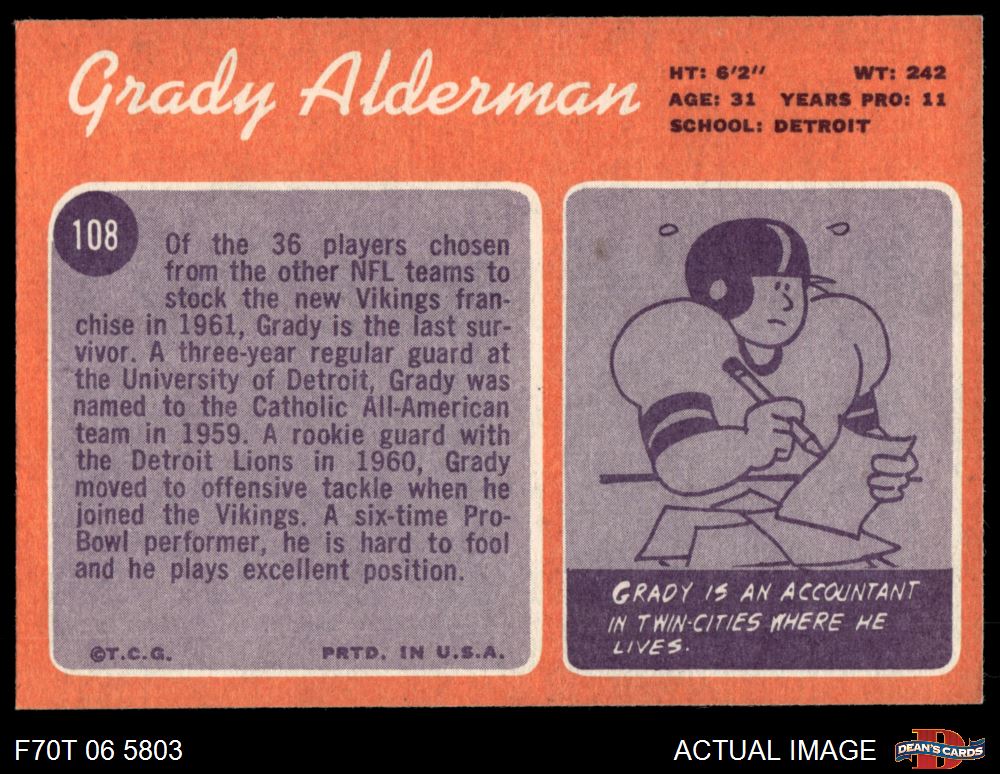 Grady Alderman
HT: 6'2" WT: 242
AGE: 31 YEARS PRO: 11
SCHOOL: DETROIT
108
Of the 36 players chosen
from the other NFL teams to
stock the new Vikings fran-
chise in 1961, Grady is the last sur-
vivor. A three-year regular guard at
the University of Detroit, Grady was
named to the Catholic All-American
team in 1959. A rookie guard with
the Detroit Lions in 1960, Grady
moved to offensive tackle when he
joined the Vikings. A six-time Pro-
Bowl performer, he is hard to fool
and he plays excellent position.
©T.C.G. PRTD. IN U.S.A.
GRADY IS AN ACCOUNTANT
IN TWIN-CITIES WHERE HE
LIVES.
F70T 06 5803
ACTUAL IMAGE
D
DEAN'S CARDS